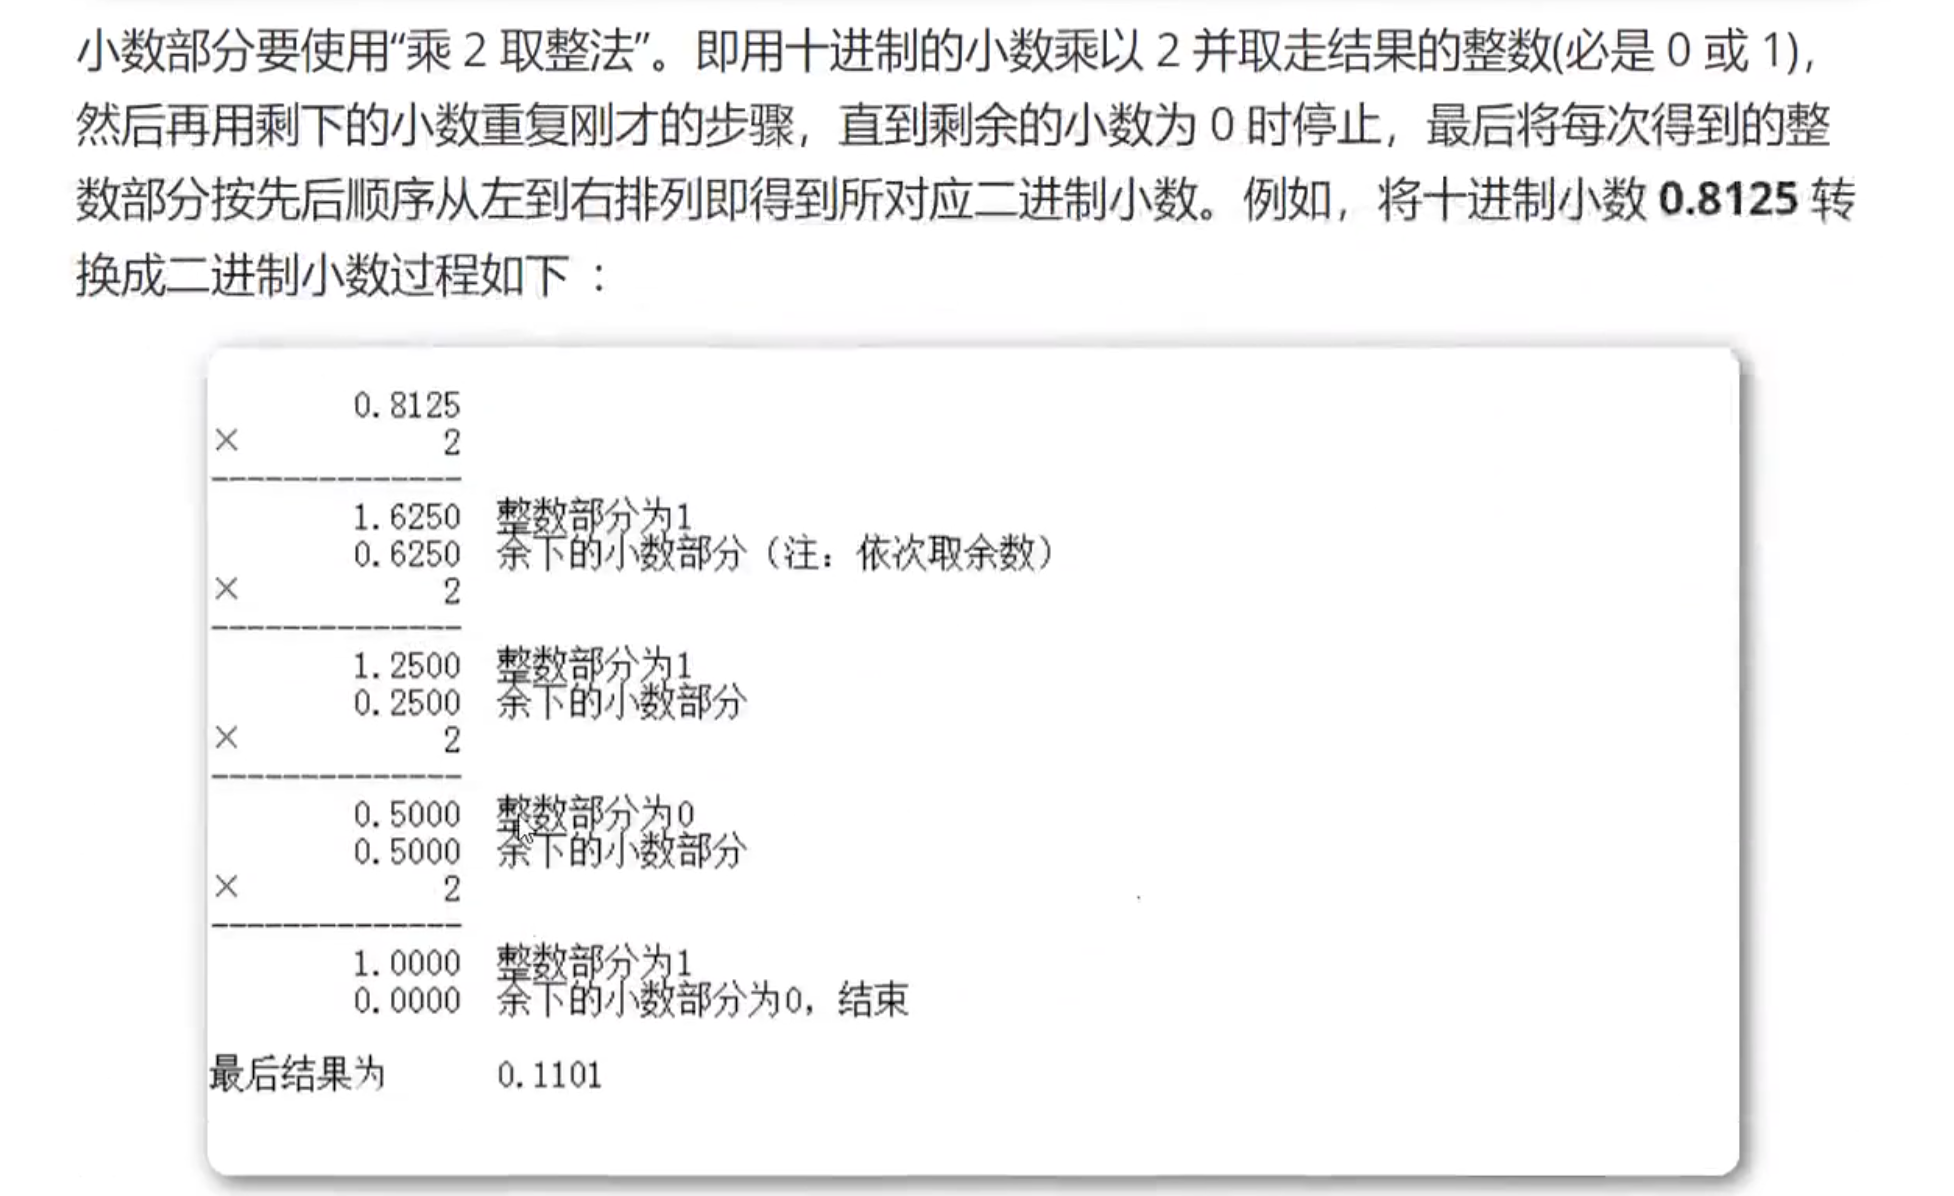 小数部分要使用“乘 2 取整法”。即用十进制的小数乘以 2 并取走结果的整数(必是 0 或 1)，
然后再用剩下的小数重复刚才的步骤，直到剩余的小数为 0 时停止，最后将每次得到的整
数部分按先后顺序从左到右排列即得到所对应二进制小数。例如，将十进制小数 0.8125 转
换成二进制小数过程如下 ：
0.8125
× 2
--------------
1.6250 整数部分为1
0.6250 余下的小数部分（注：依次取余数）
× 2
--------------
1.2500 整数部分为1
0.2500 余下的小数部分
× 2
--------------
0.5000 整数部分为0
0.5000 余下的小数部分
× 2
--------------
1.0000 整数部分为1
0.0000 余下的小数部分为0，结束
最后结果为 0.1101